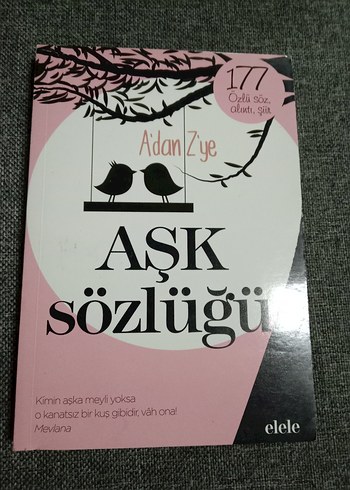 177
Özlü söz,
alıntı, şiir
A'dan Z'ye
AŞK
sözlüğü
Kimin aşka meyli yoksa
o kanatsız bir kuş gibidir, vâh ona!
Mevlana
elele